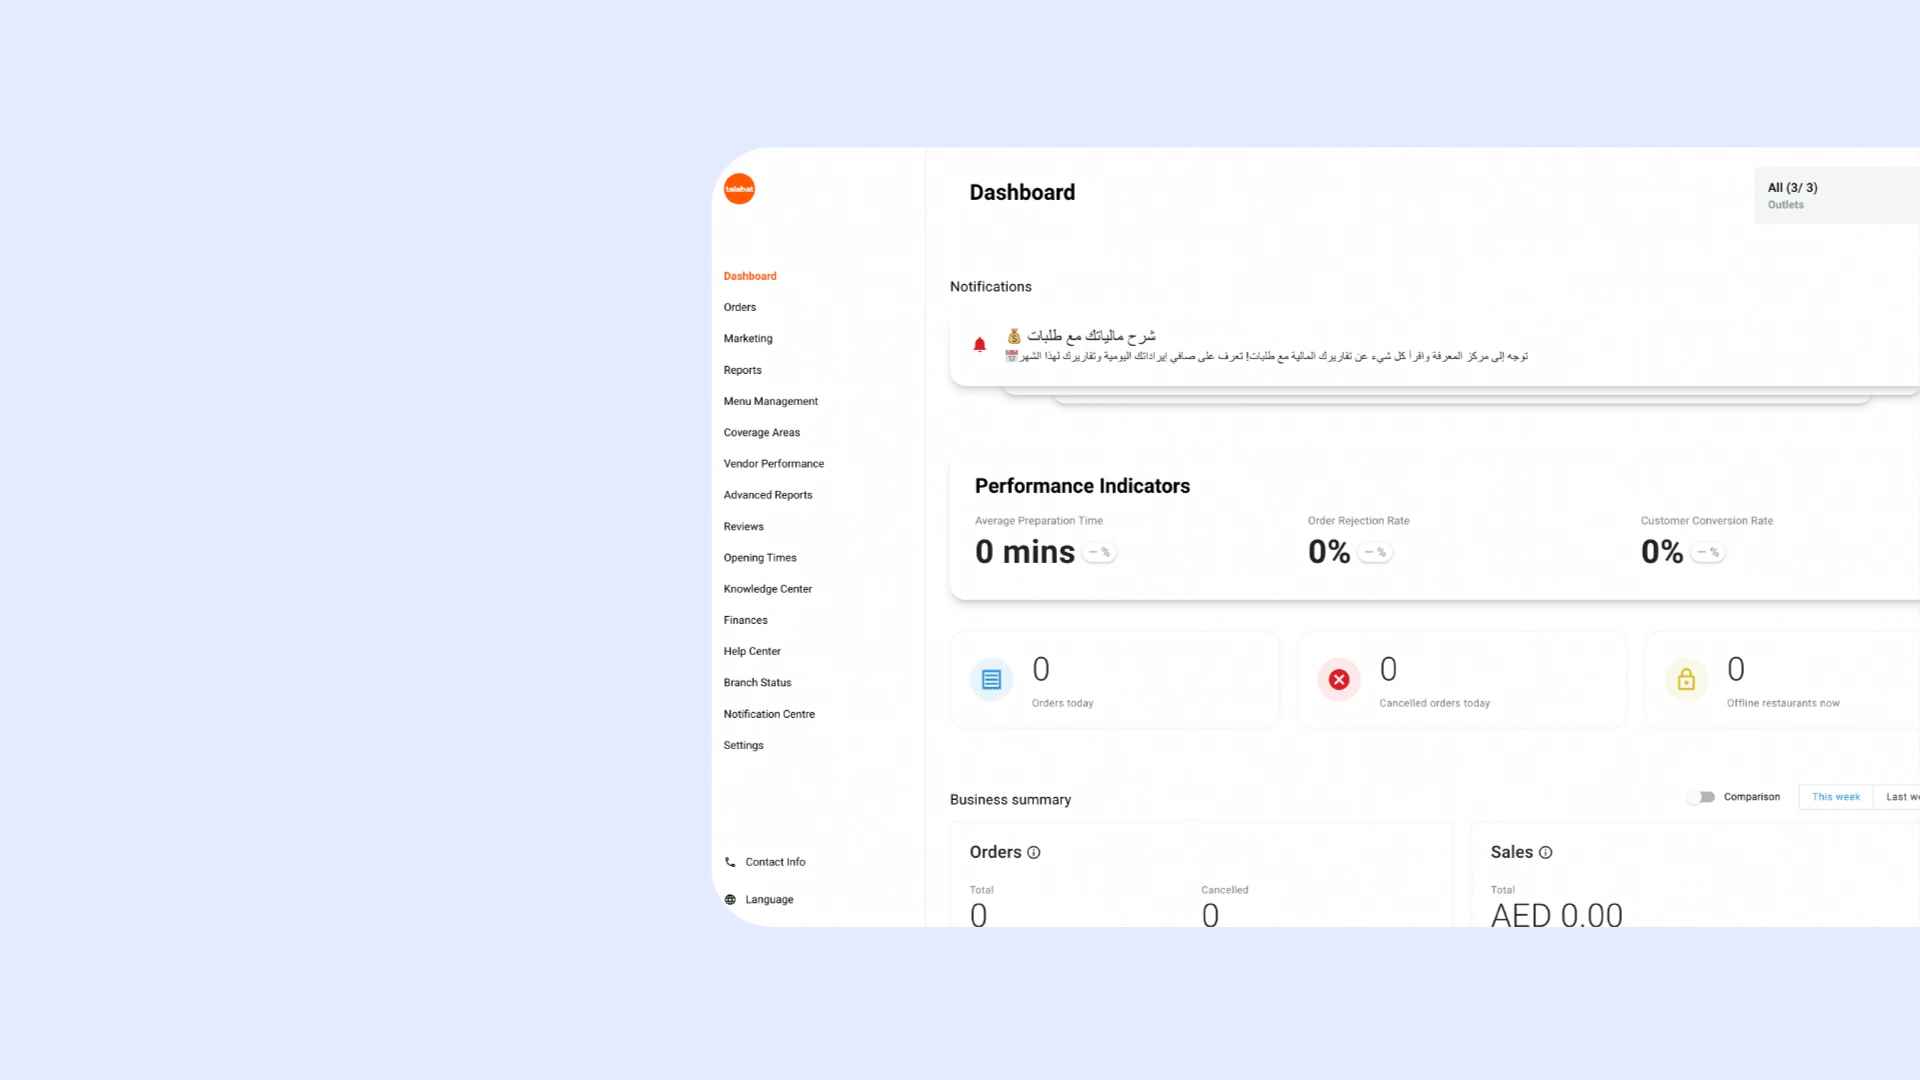 talabat
Dashboard
All (3/ 3)
Outlets
Dashboard
Orders
Marketing
Reports
Menu Management
Coverage Areas
Vendor Performance
Advanced Reports
Reviews
Opening Times
Knowledge Center
Finances
Help Center
Branch Status
Notification Centre
Settings
Contact Info
Language
Notifications
شرح مالياتك مع طلبات 💰
توجه إلى مركز المعرفة واقرأ كل شيء عن تقاريرك المالية مع طلبات! تعرف على صافي إيراداتك اليومية وتقاريرك لهذا الشهر📅
Performance Indicators
Average Preparation Time
0 mins – %
Order Rejection Rate
0% – %
Customer Conversion Rate
0% – %
0
Orders today
0
Cancelled orders today
0
Offline restaurants now
Business summary
Comparison
This week
Last we
Orders
Total
0
Cancelled
0
Sales
Total
AED 0.00